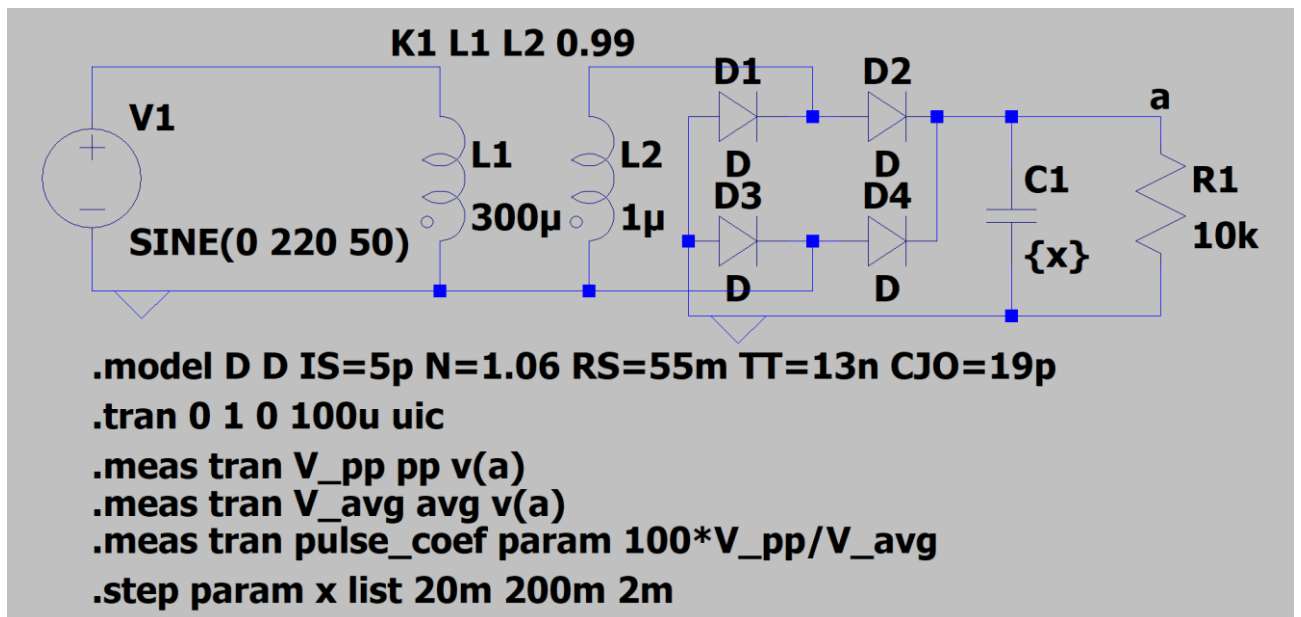 K1 L1 L2 0.99
D1
D2
a
V1
L1
L2
D
D
C1
R1
D3
D4
300µ
1µ
SINE(0 220 50)
10k
{x}
D
D
.model D D IS=5p N=1.06 RS=55m TT=13n CJO=19p
.tran 0 1 0 100u uic
.meas tran V_pp pp v(a)
.meas tran V_avg avg v(a)
.meas tran pulse_coef param 100*V_pp/V_avg
.step param x list 20m 200m 2m